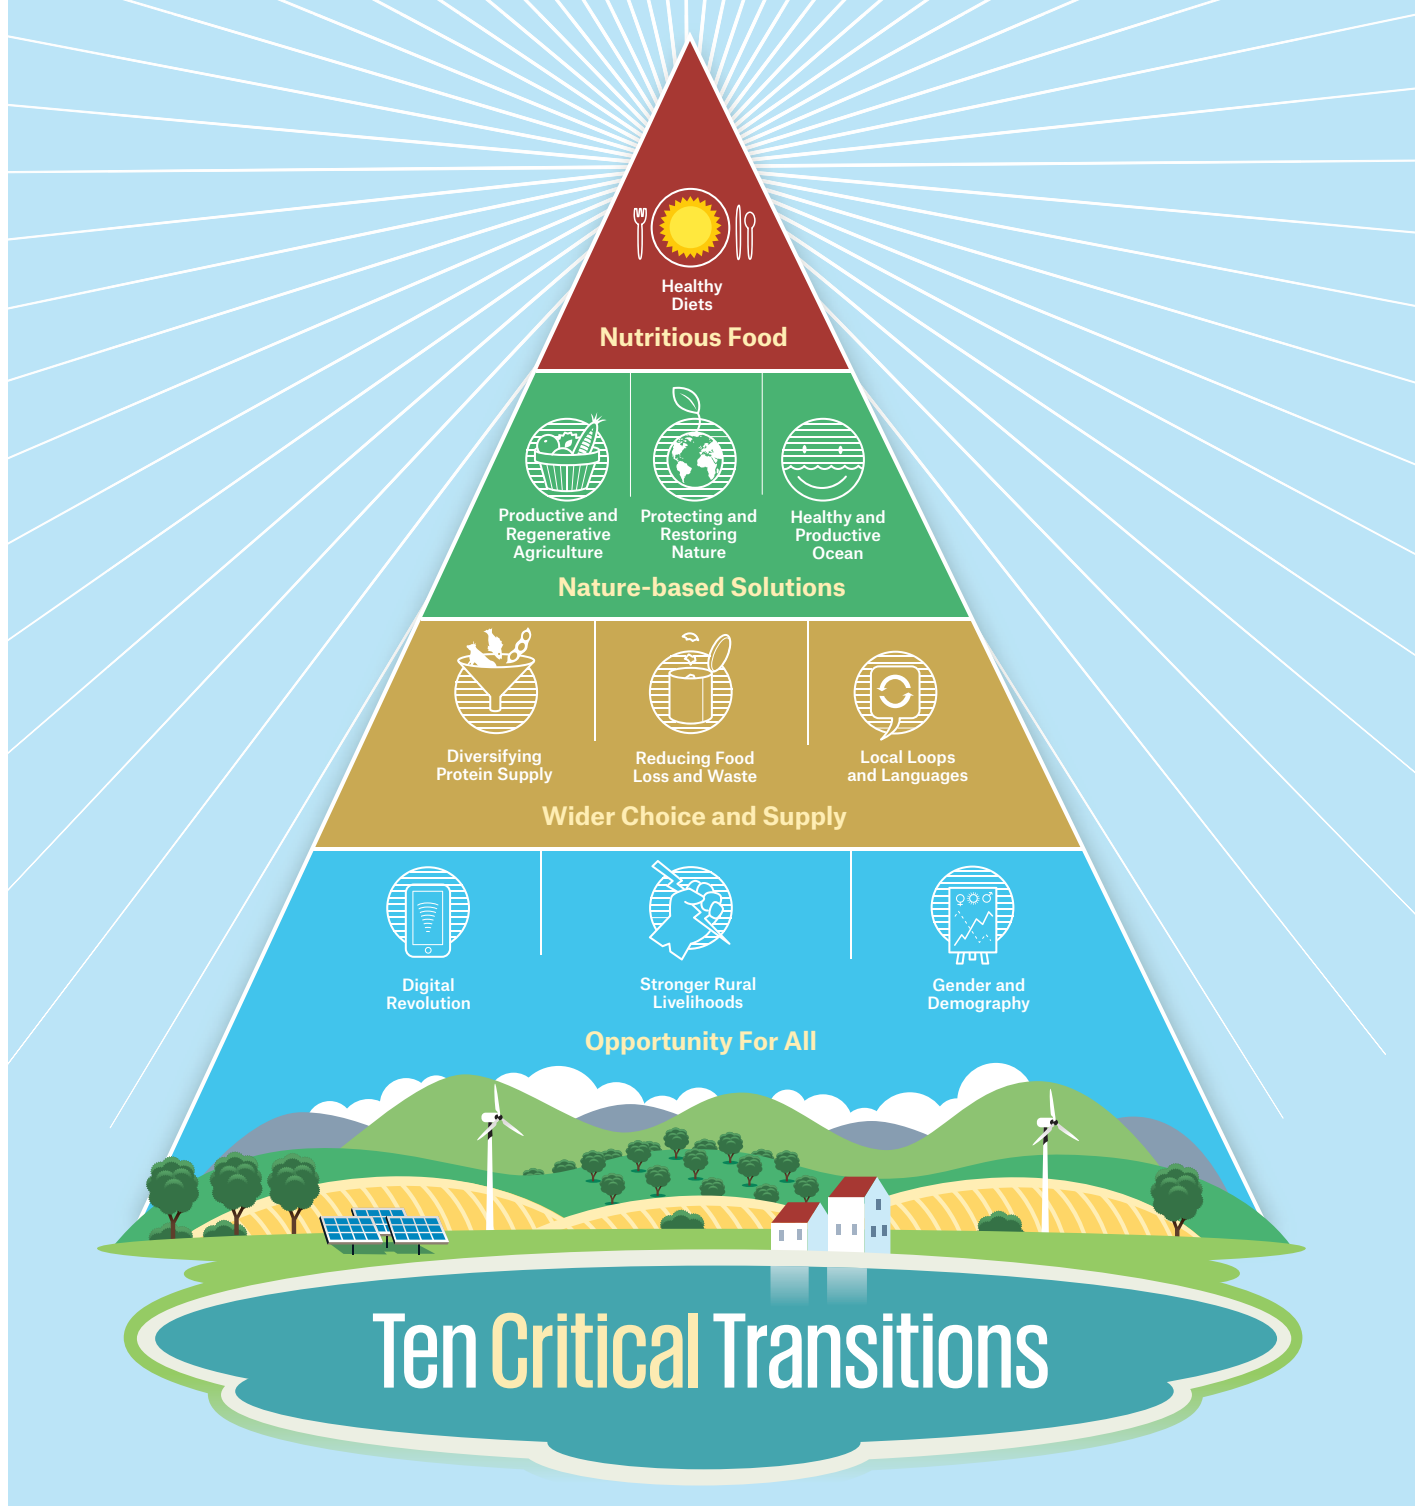 Healthy
Diets
Nutritious Food
Productive and
Regenerative
Agriculture
Protecting and
Restoring
Nature
Healthy and
Productive
Ocean
Nature-based Solutions
Diversifying
Protein Supply
Reducing Food
Loss and Waste
Local Loops
and Languages
Wider Choice and Supply
Digital
Revolution
Stronger Rural
Livelihoods
Gender and
Demography
Opportunity For All
Ten Critical Transitions